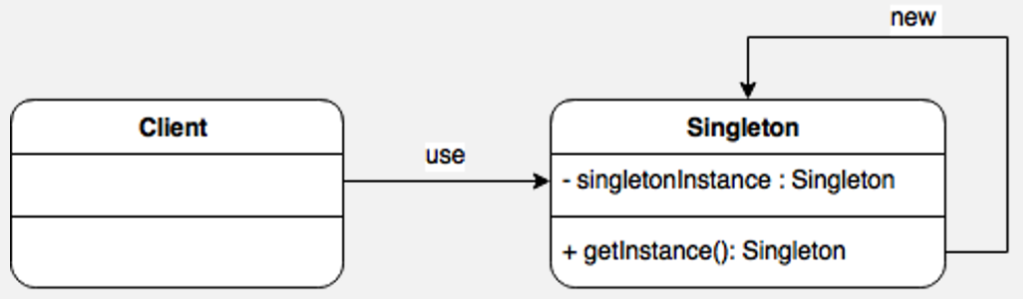 new
Client
Singleton
use
- singletonInstance : Singleton
+ getInstance(): Singleton